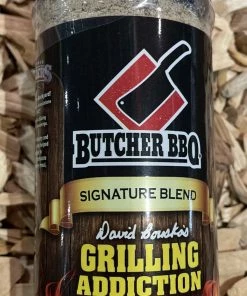 BUTCHER BBQ
SIGNATURE BLEND
David Bouska's
GRILLING
ADDICTION